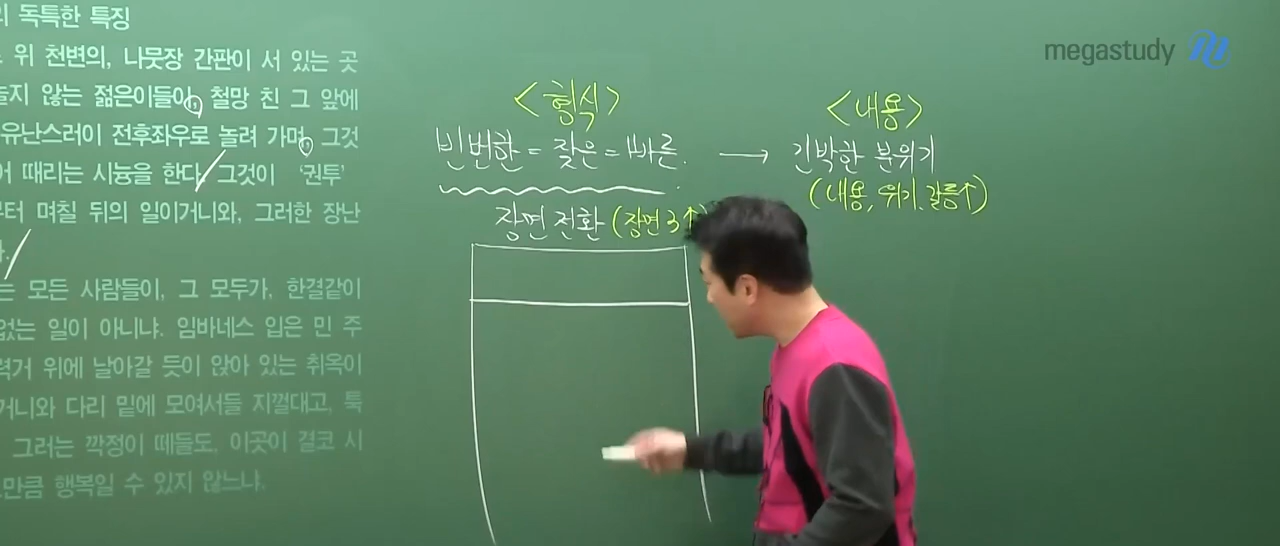 의 독특한 특징
위 천변의, 나뭇장 간판이 서 있는 곳
않는 젊은이들이, 철망 친 그 앞에
유난스러이 전후좌우로 놀려 가며, 그것
때리는 시늉을 한다. 그것이 '권투'
며칠 뒤의 일이거니와, 그러한 장난
는 모든 사람들이, 그 모두가, 한결같이
없는 일이 아니냐. 임바네스 입은 민 주
력거 위에 날아갈 듯이 앉아 있는 취옥이
거니와 다리 밑에 모여서들 지껄대고, 툭
그러는 깍정이 떼들도, 이곳이 결코 시
만큼 행복일 수 있지 않느냐.
megastudy
<형식>
빈번한 = 잦은 = 빠른.
장면 전환 (장면 3↑)
→ 긴박한 분위기
<내용>
(내용, 위기, 갈등↑)